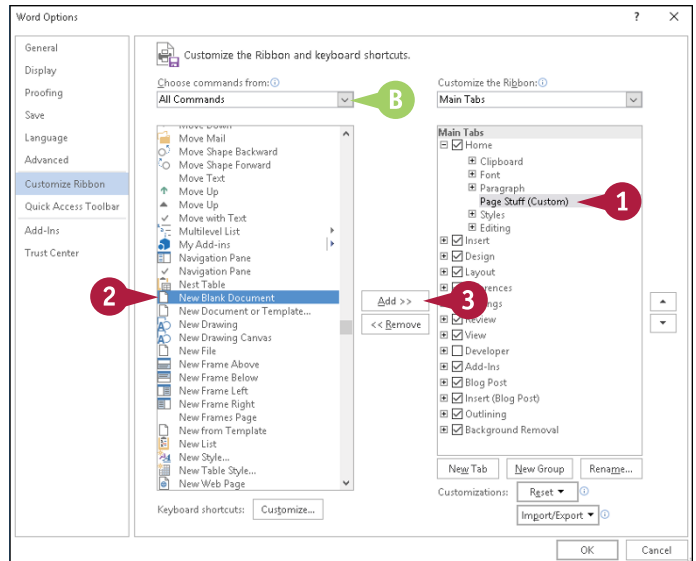 Word Options
?
General
Display
Proofing
Save
Language
Advanced
Customize Ribbon
Quick Access Toolbar
Add-Ins
Trust Center
Customize the Ribbon and keyboard shortcuts.
Choose commands from:
All Commands
B
Move Mail
Move Shape Backward
Move Shape Forward
Move Text
Move Up
Move Up
Move with Text
Multilevel List
My Add-ins
Navigation Pane
Navigation Pane
Nest Table
2
New Blank Document
New Document or Template...
New Drawing
New Drawing Canvas
New File
New Frame Above
New Frame Below
New Frame Left
New Frame Right
New Frames Page
New from Template
New List
New Style...
New Table Style...
New Web Page
Keyboard shortcuts: Customize...
Add >>
3
<< Remove
Customize the Ribbon:
Main Tabs
Main Tabs
Home
Clipboard
Font
Paragraph
Page Stuff (Custom)
1
Styles
Editing
Insert
Design
Layout
Review
View
Developer
Add-Ins
Blog Post
Insert (Blog Post)
Outlining
Background Removal
New Tab New Group Rename...
Customizations: Reset
Import/Export
OK Cancel